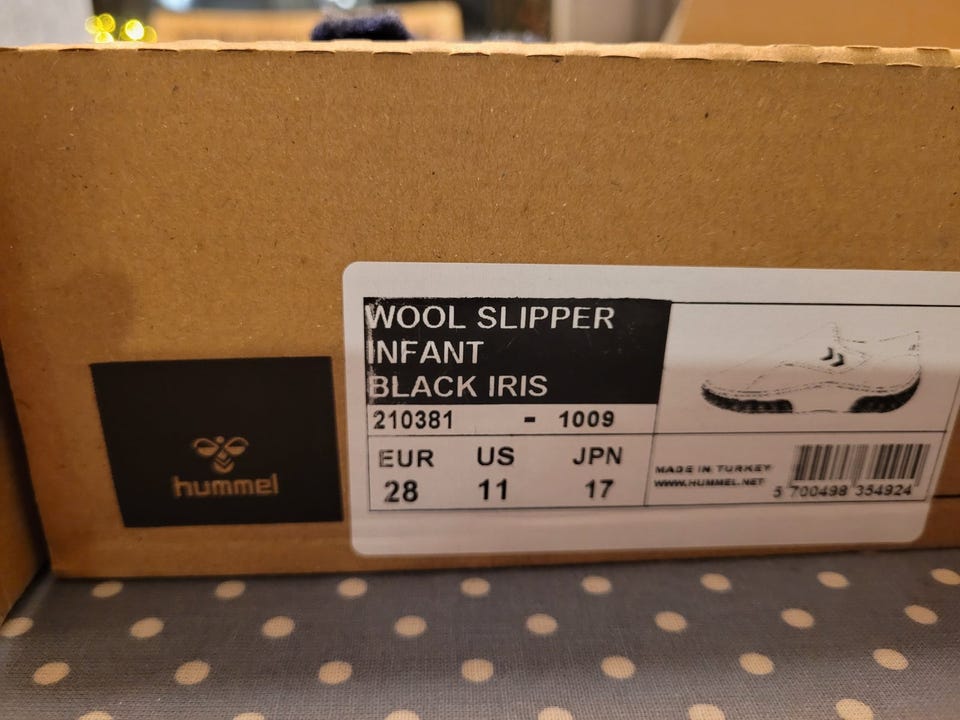 hummel
WOOL SLIPPER
INFANT
BLACK IRIS
210381 - 1009
EUR US JPN
28 11 17
MADE IN TURKEY
WWW.HUMMEL.NET
5 700498 354924